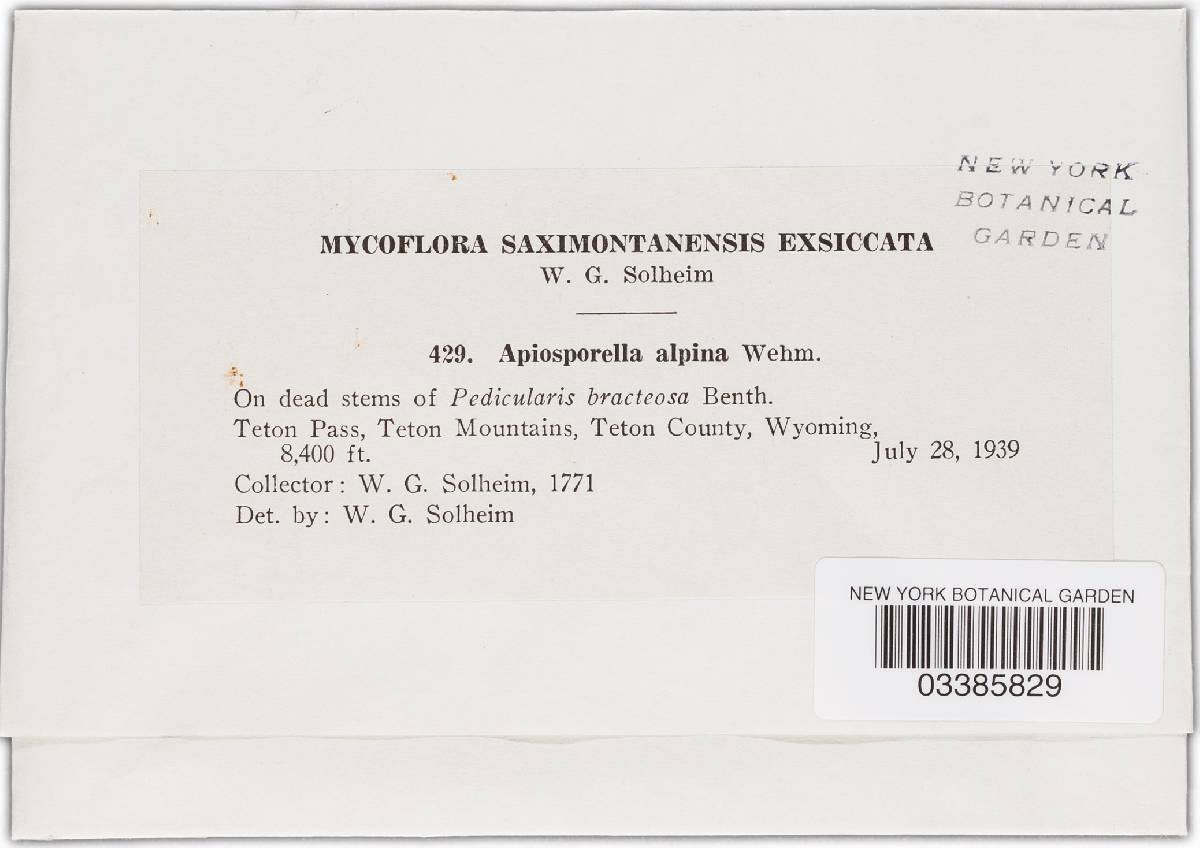 NEW YORK
BOTANICAL
GARDEN
MYCOFLORA SAXIMONTANENSIS EXSICCATA
W. G. Solheim
429. Apiosporella alpina Wehm.
On dead stems of Pedicularis bracteosa Benth.
Teton Pass, Teton Mountains, Teton County, Wyoming,
8,400 ft. July 28, 1939
Collector: W. G. Solheim, 1771
Det. by: W. G. Solheim
NEW YORK BOTANICAL GARDEN
03385829